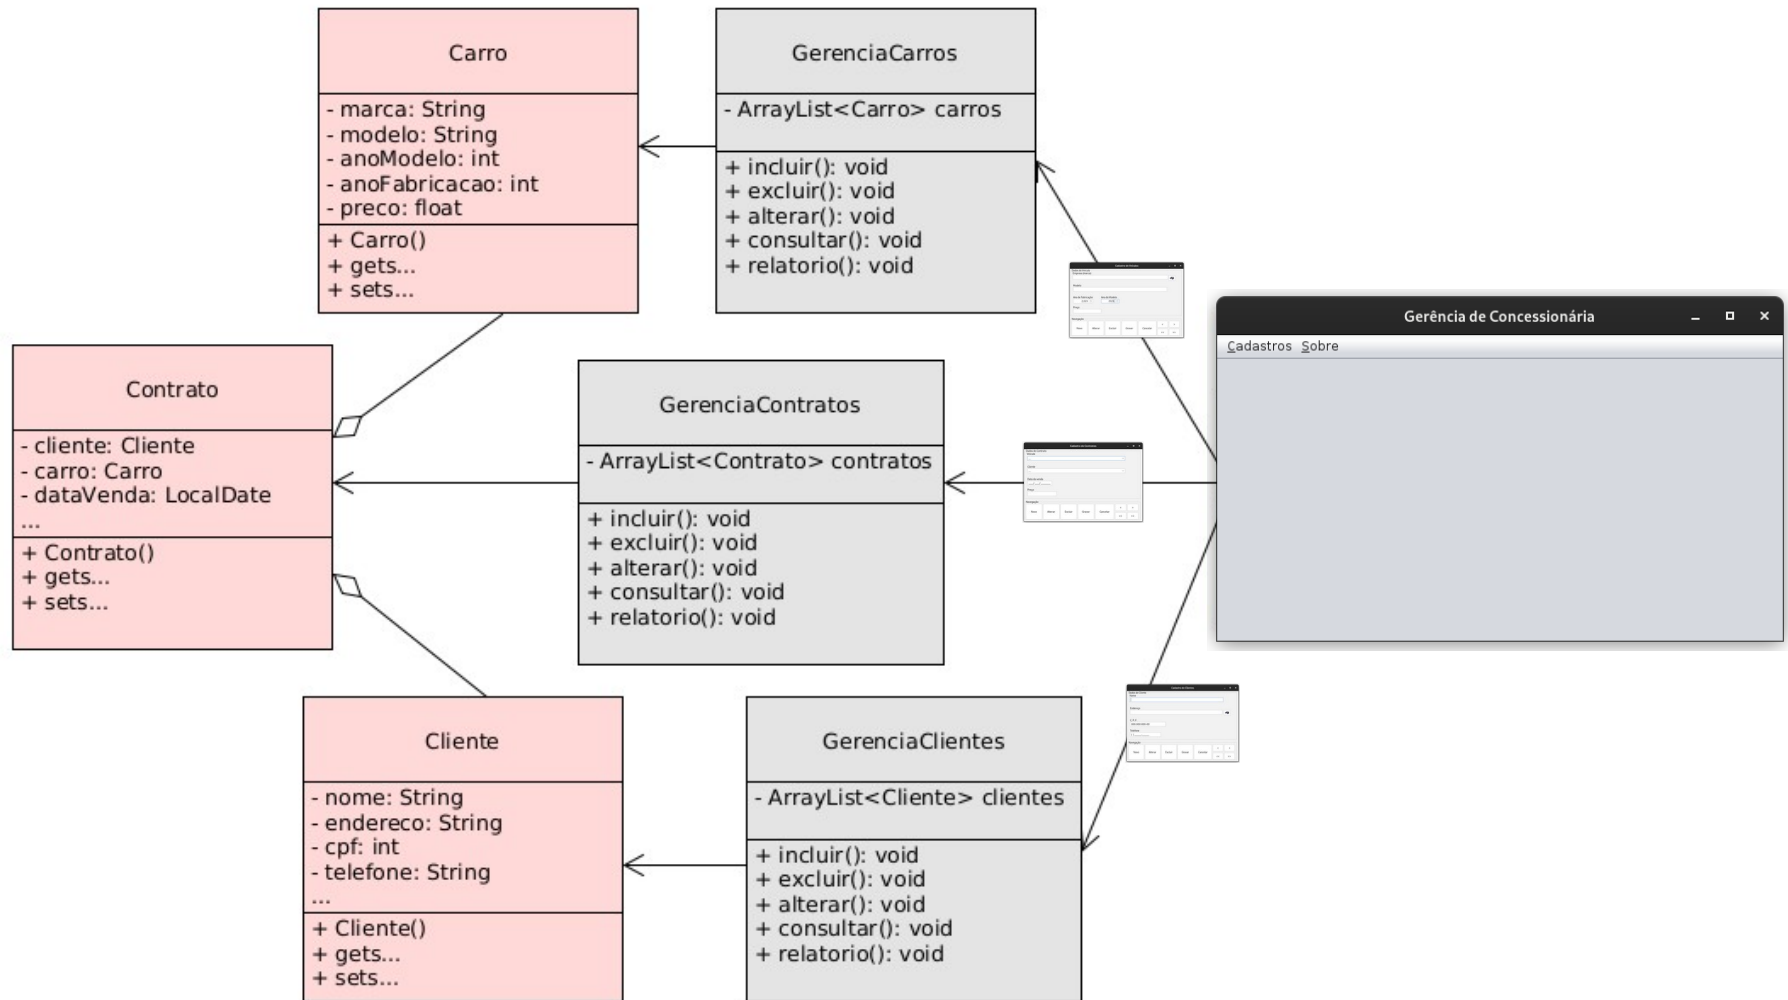 Carro
- marca: String
- modelo: String
- anoModelo: int
- anoFabricacao: int
- preco: float
+ Carro()
+ gets...
+ sets...
GerenciaCarros
- ArrayList<Carro> carros
+ incluir(): void
+ excluir(): void
+ alterar(): void
+ consultar(): void
+ relatorio(): void
Contrato
- cliente: Cliente
- carro: Carro
- dataVenda: LocalDate
...
+ Contrato()
+ gets...
+ sets...
GerenciaContratos
- ArrayList<Contrato> contratos
+ incluir(): void
+ excluir(): void
+ alterar(): void
+ consultar(): void
+ relatorio(): void
Gerência de Concessionária
Cadastros Sobre
Cliente
- nome: String
- endereco: String
- cpf: int
- telefone: String
...
+ Cliente()
+ gets...
+ sets...
GerenciaClientes
- ArrayList<Cliente> clientes
+ incluir(): void
+ excluir(): void
+ alterar(): void
+ consultar(): void
+ relatorio(): void